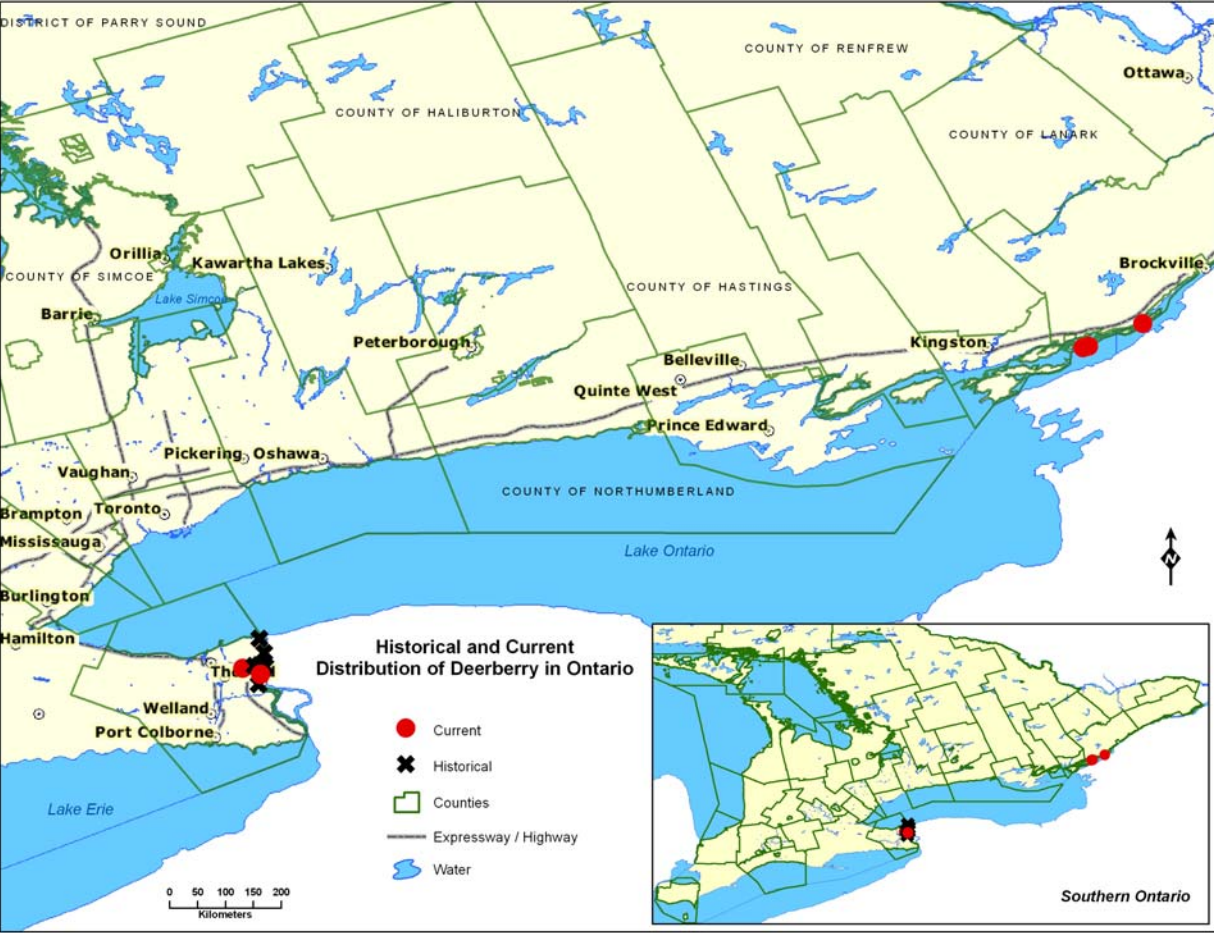 DISTRICT OF PARRY SOUND
COUNTY OF RENFREW
Ottawa
COUNTY OF HALIBURTON
COUNTY OF LANARK
Orillia
Kawartha Lakes
Brockville
COUNTY OF SIMCOE
COUNTY OF HASTINGS
Lake Simcoe
Barrie
Peterborough
Kingston
Belleville
Quinte West
Prince Edward
Pickering
Oshawa
Vaughan
COUNTY OF NORTHUMBERLAND
Brampton
Toronto
Mississauga
Lake Ontario
N
Burlington
Hamilton
Historical and Current
Distribution of Deerberry in Ontario
Welland
Port Colborne
Current
Historical
Counties
Expressway / Highway
Water
Lake Erie
0 50 100 150 200
Kilometers
Southern Ontario